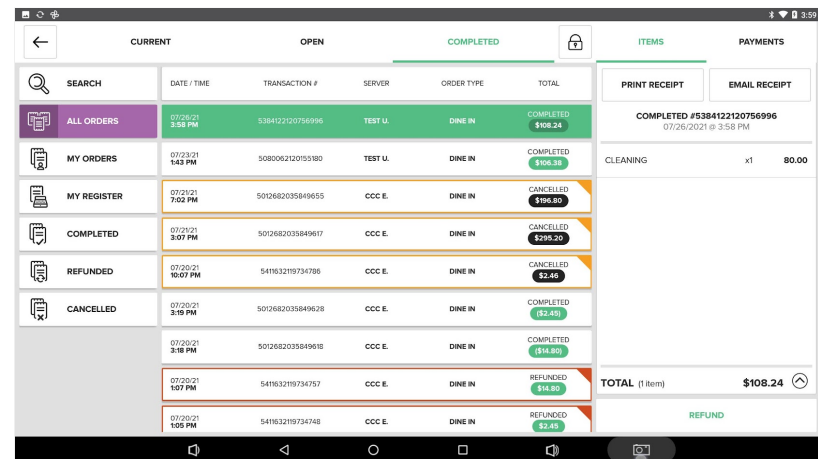 3:59
CURRENT OPEN COMPLETED ITEMS PAYMENTS
SEARCH
ALL ORDERS
MY ORDERS
MY REGISTER
COMPLETED
REFUNDED
CANCELLED
DATE / TIME TRANSACTION # SERVER ORDER TYPE TOTAL
07/26/21 3:58 PM 5384122120756996 TEST U. DINE IN COMPLETED $108.24
07/23/21 1:43 PM 5080062120155180 TEST U. DINE IN COMPLETED $106.38
07/21/21 7:02 PM 5012682035849655 CCC E. DINE IN CANCELLED $196.80
07/21/21 3:07 PM 5012682035849617 CCC E. DINE IN CANCELLED $295.20
07/20/21 10:07 PM 5411632119734786 CCC E. DINE IN CANCELLED $2.46
07/20/21 3:19 PM 5012682035849628 CCC E. DINE IN COMPLETED ($2.45)
07/20/21 3:18 PM 5012682035849618 CCC E. DINE IN COMPLETED ($14.80)
07/20/21 1:07 PM 5411632119734757 CCC E. DINE IN REFUNDED $14.80
07/20/21 1:05 PM 5411632119734748 CCC E. DINE IN REFUNDED $2.45
PRINT RECEIPT EMAIL RECEIPT
COMPLETED #5384122120756996
07/26/2021 @ 3:58 PM
CLEANING x1 80.00
TOTAL (1 item) $108.24
REFUND